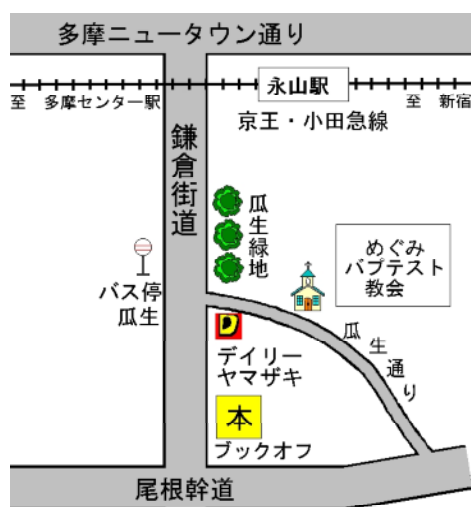 多摩ニュータウン通り
永山駅
至 多摩センター駅
至 新宿
京王・小田急線
鎌倉街道
瓜生緑地
めぐみ
バプテスト
教会
バス停
瓜生
瓜生通り
D
デイリー
ヤマザキ
本
ブックオフ
尾根幹道